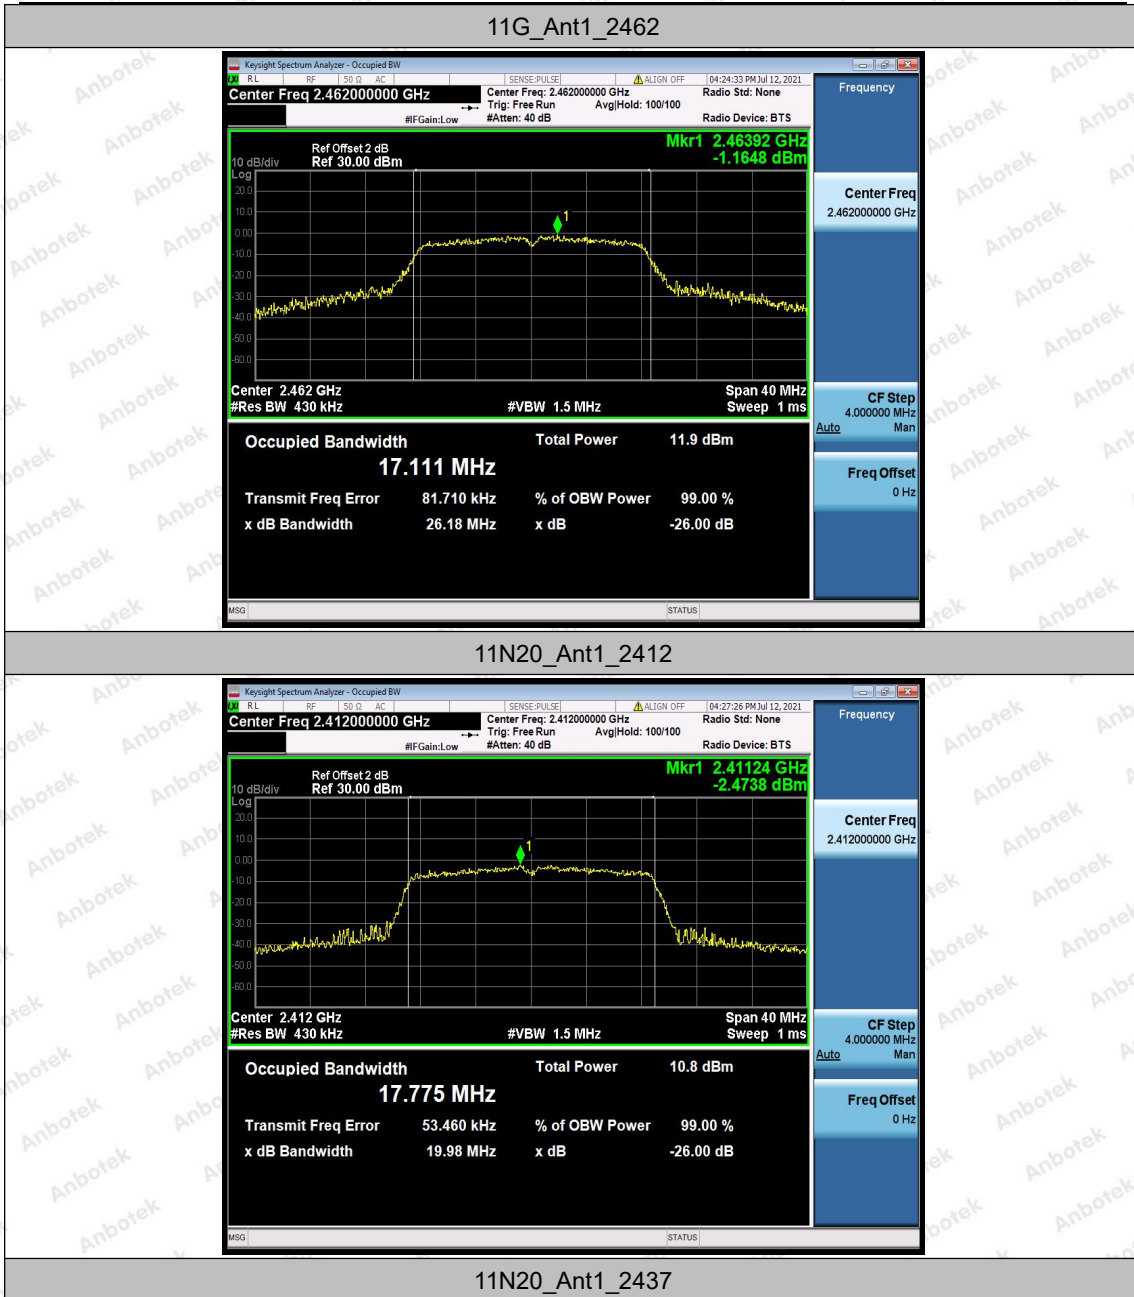 11G_Ant1_2462
Keysight Spectrum Analyzer - Occupied BW
RL RF 50 Ω AC SENSE:PULSE ALIGN OFF 04:24:33 PM Jul 12, 2021
Center Freq 2.462000000 GHz
Center Freq: 2.462000000 GHz
Radio Std: None
Trig: Free Run Avg|Hold: 100/100
#IFGain:Low #Atten: 40 dB Radio Device: BTS
Frequency
Mkr1 2.46392 GHz
-1.1648 dBm
Ref Offset 2 dB
10 dB/div Ref 30.00 dBm
Log
20.0
10.0
0.00
-10.0
-20.0
-30.0
-40.0
-50.0
-60.0
1
Center 2.462 GHz Span 40 MHz
#Res BW 430 kHz #VBW 1.5 MHz Sweep 1 ms
Center Freq
2.462000000 GHz
CF Step
4.000000 MHz
Auto Man
Freq Offset
0 Hz
Occupied Bandwidth Total Power 11.9 dBm
17.111 MHz
Transmit Freq Error 81.710 kHz % of OBW Power 99.00 %
x dB Bandwidth 26.18 MHz x dB -26.00 dB
MSG STATUS
11N20_Ant1_2412
Keysight Spectrum Analyzer - Occupied BW
RL RF 50 Ω AC SENSE:PULSE ALIGN OFF 04:27:26 PM Jul 12, 2021
Center Freq 2.412000000 GHz
Center Freq: 2.412000000 GHz
Radio Std: None
Trig: Free Run Avg|Hold: 100/100
#IFGain:Low #Atten: 40 dB Radio Device: BTS
Frequency
Mkr1 2.41124 GHz
-2.4738 dBm
Ref Offset 2 dB
10 dB/div Ref 30.00 dBm
Log
20.0
10.0
0.00
-10.0
-20.0
-30.0
-40.0
-50.0
-60.0
1
Center 2.412 GHz Span 40 MHz
#Res BW 430 kHz #VBW 1.5 MHz Sweep 1 ms
Center Freq
2.412000000 GHz
CF Step
4.000000 MHz
Auto Man
Freq Offset
0 Hz
Occupied Bandwidth Total Power 10.8 dBm
17.775 MHz
Transmit Freq Error 53.460 kHz % of OBW Power 99.00 %
x dB Bandwidth 19.98 MHz x dB -26.00 dB
MSG STATUS
11N20_Ant1_2437